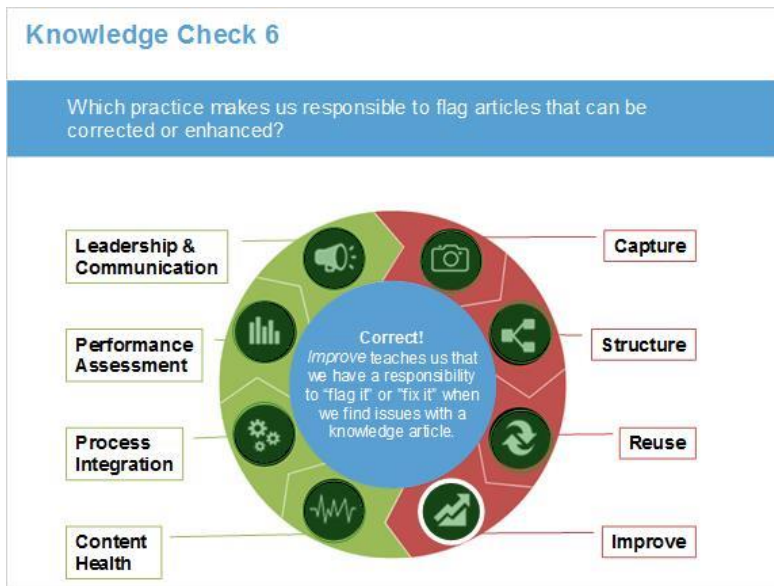 Knowledge Check 6
Which practice makes us responsible to flag articles that can be
corrected or enhanced?
Leadership &
Communication
Performance
Assessment
Process
Integration
Content
Health
Correct!
Improve teaches us that
we have a responsibility
to "flag it" or "fix it" when
we find issues with a
knowledge article.
Capture
Structure
Reuse
Improve